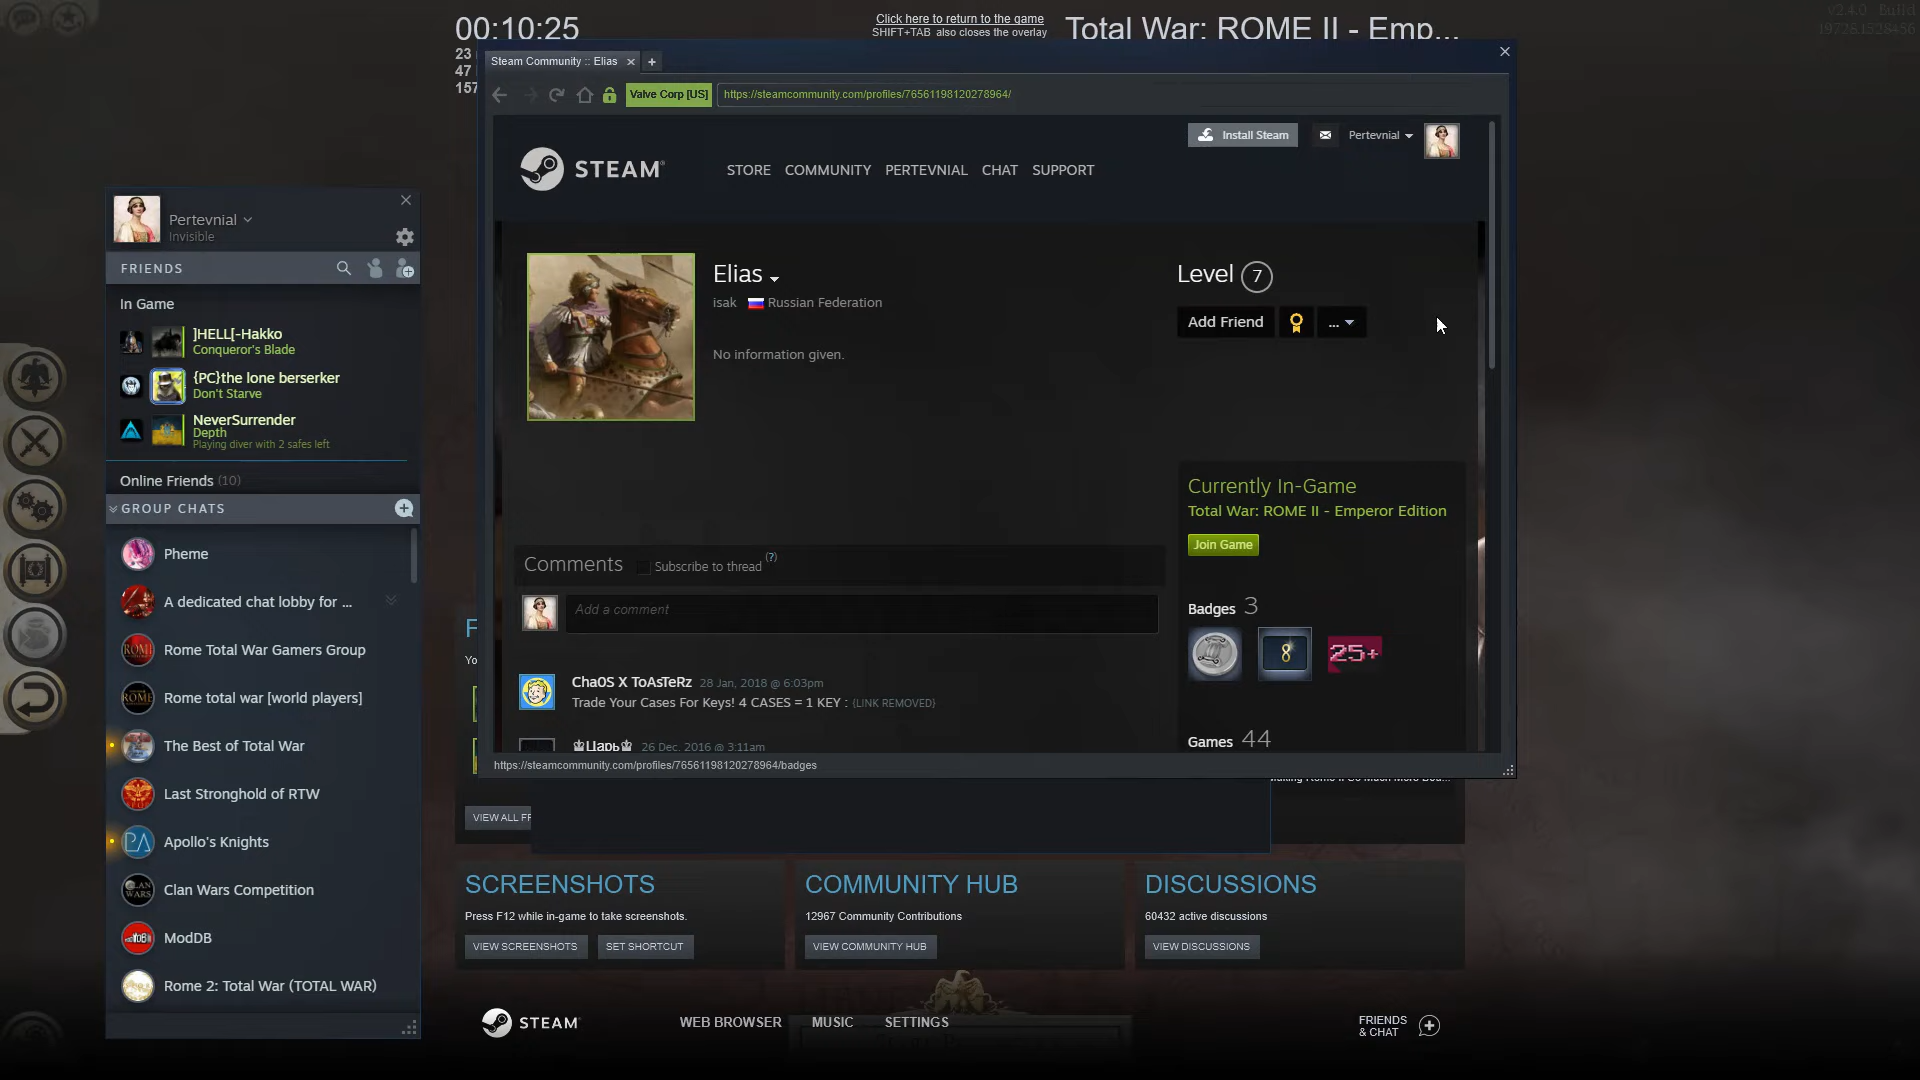 00:10:25
23
47
157
Click here to return to the game
SHIFT+TAB also closes the overlay
Total War: ROME II - Emp...
v2.4.0 Build
Steam Community :: Elias
Valve Corp [US]
https://steamcommunity.com/profiles/76561198120278964/
Install Steam
Pertevnial
STEAM
STORE COMMUNITY PERTEVNIAL CHAT SUPPORT
Elias
isak Russian Federation
No information given.
Level 7
Add Friend
...
Currently In-Game
Total War: ROME II - Emperor Edition
Join Game
Comments
Subscribe to thread (?)
Add a comment
ChaOS X ToAsTeRz 28 Jan, 2018 @ 6:03pm
Trade Your Cases For Keys! 4 CASES = 1 KEY : {LINK REMOVED}
♚Царь♚ 26 Dec, 2016 @ 3:11am
Badges 3
8
25+
Games 44
https://steamcommunity.com/profiles/76561198120278964/badges
Pertevnial
Invisible
FRIENDS
In Game
]HELL[-Hakko
Conqueror's Blade
{PC}the lone berserker
Don't Starve
NeverSurrender
Depth
Playing diver with 2 safes left
Online Friends (10)
GROUP CHATS
Pheme
A dedicated chat lobby for ...
Rome Total War Gamers Group
Rome total war [world players]
The Best of Total War
Last Stronghold of RTW
Apollo's Knights
Clan Wars Competition
ModDB
Rome 2: Total War (TOTAL WAR)
F
Yo
VIEW ALL FR
SCREENSHOTS
Press F12 while in-game to take screenshots.
VIEW SCREENSHOTS
SET SHORTCUT
COMMUNITY HUB
12967 Community Contributions
VIEW COMMUNITY HUB
DISCUSSIONS
60432 active discussions
VIEW DISCUSSIONS
STEAM
WEB BROWSER MUSIC SETTINGS
FRIENDS
& CHAT